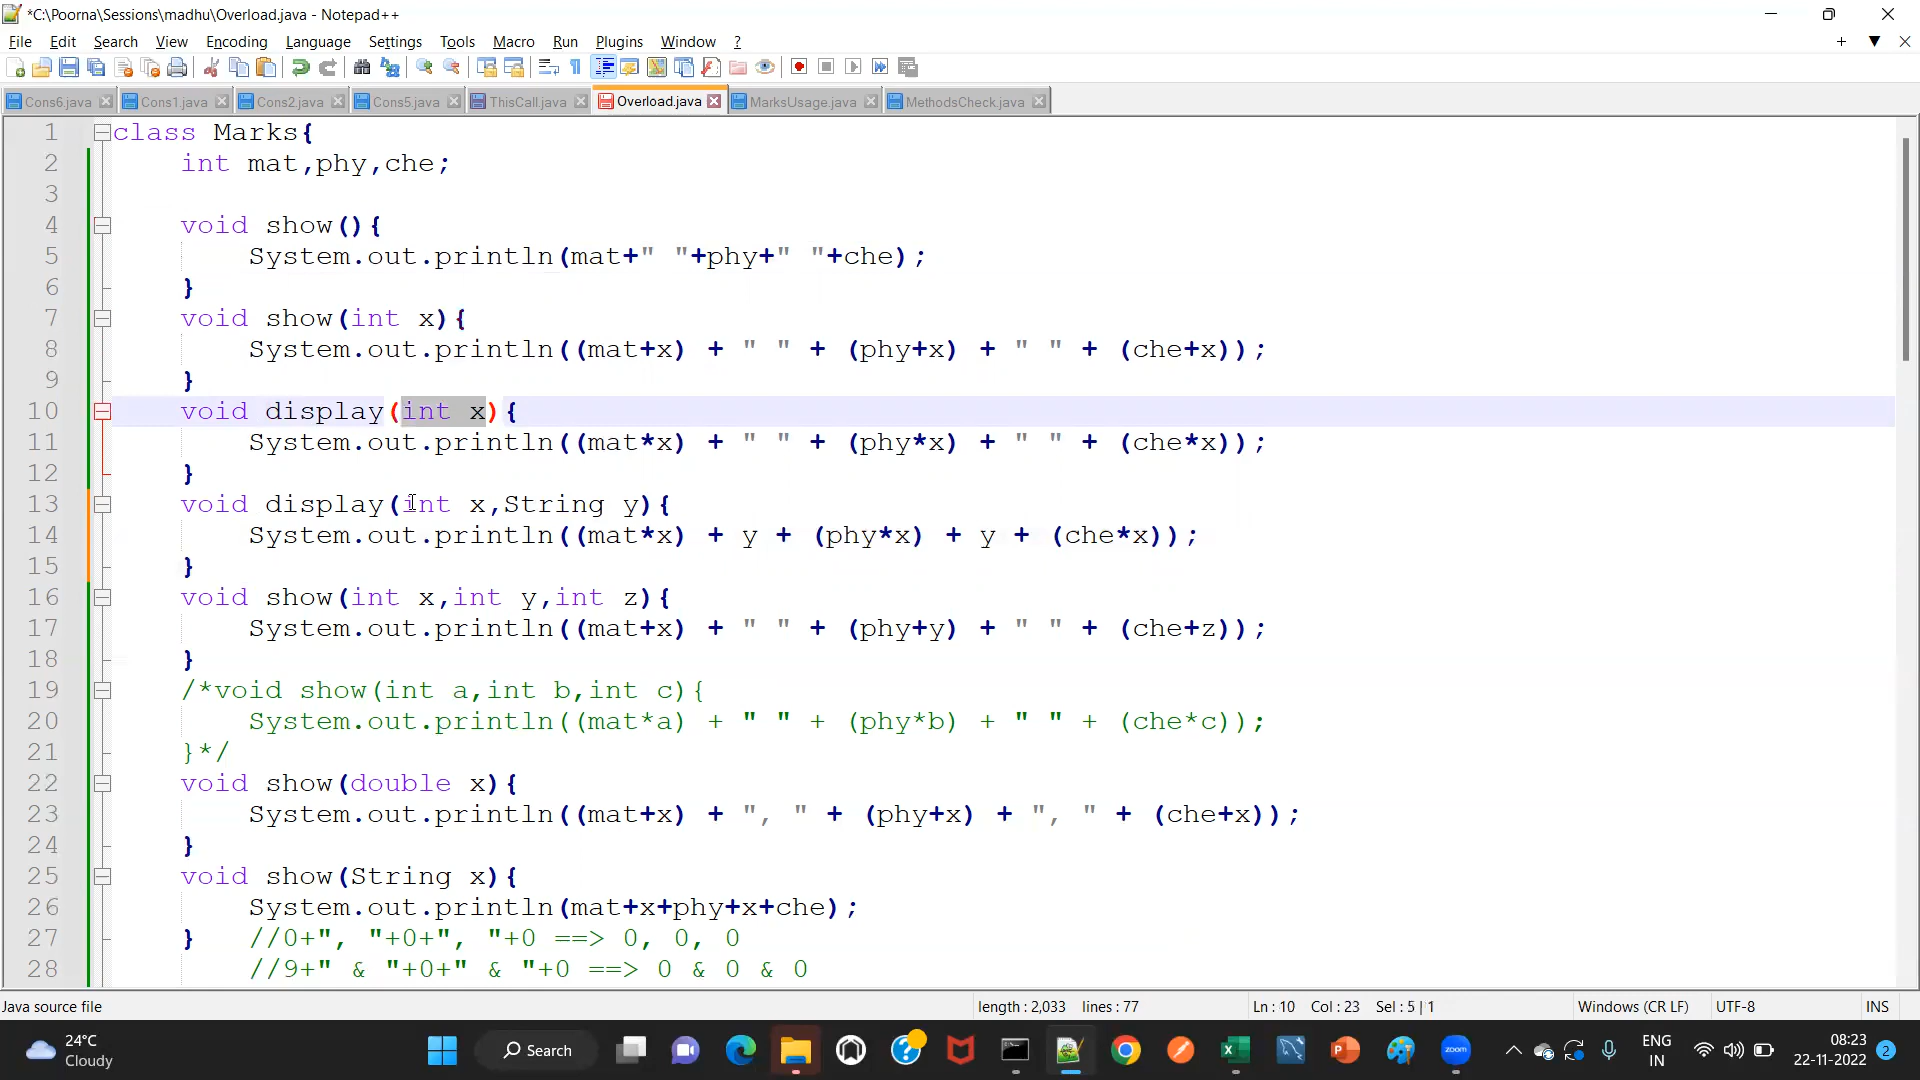 *C:\Poorna\Sessions\madhu\Overload.java - Notepad++
File Edit Search View Encoding Language Settings Tools Macro Run Plugins Window ?
Cons6.java Cons1.java Cons2.java Cons5.java ThisCall.java Overload.java MarksUsage.java MethodsCheck.java
1 class Marks{
2 int mat,phy,che;
3
4 void show(){
5 System.out.println(mat+" "+phy+" "+che);
6 }
7 void show(int x){
8 System.out.println((mat+x) + " " + (phy+x) + " " + (che+x));
9 }
10 void display(int x){
11 System.out.println((mat*x) + " " + (phy*x) + " " + (che*x));
12 }
13 void display(int x,String y){
14 System.out.println((mat*x) + y + (phy*x) + y + (che*x));
15 }
16 void show(int x,int y,int z){
17 System.out.println((mat+x) + " " + (phy+y) + " " + (che+z));
18 }
19 /*void show(int a,int b,int c){
20 System.out.println((mat*a) + " " + (phy*b) + " " + (che*c));
21 }*/
22 void show(double x){
23 System.out.println((mat+x) + ", " + (phy+x) + ", " + (che+x));
24 }
25 void show(String x){
26 System.out.println(mat+x+phy+x+che);
27 } //0+", "+0+", "+0 ==> 0, 0, 0
28 //9+" & "+0+" & "+0 ==> 0 & 0 & 0
Java source file length : 2,033 lines : 77 Ln : 10 Col : 23 Sel : 5 | 1 Windows (CR LF) UTF-8 INS
24°C
Cloudy
Search
zoom
ENG
IN
08:23
22-11-2022
2